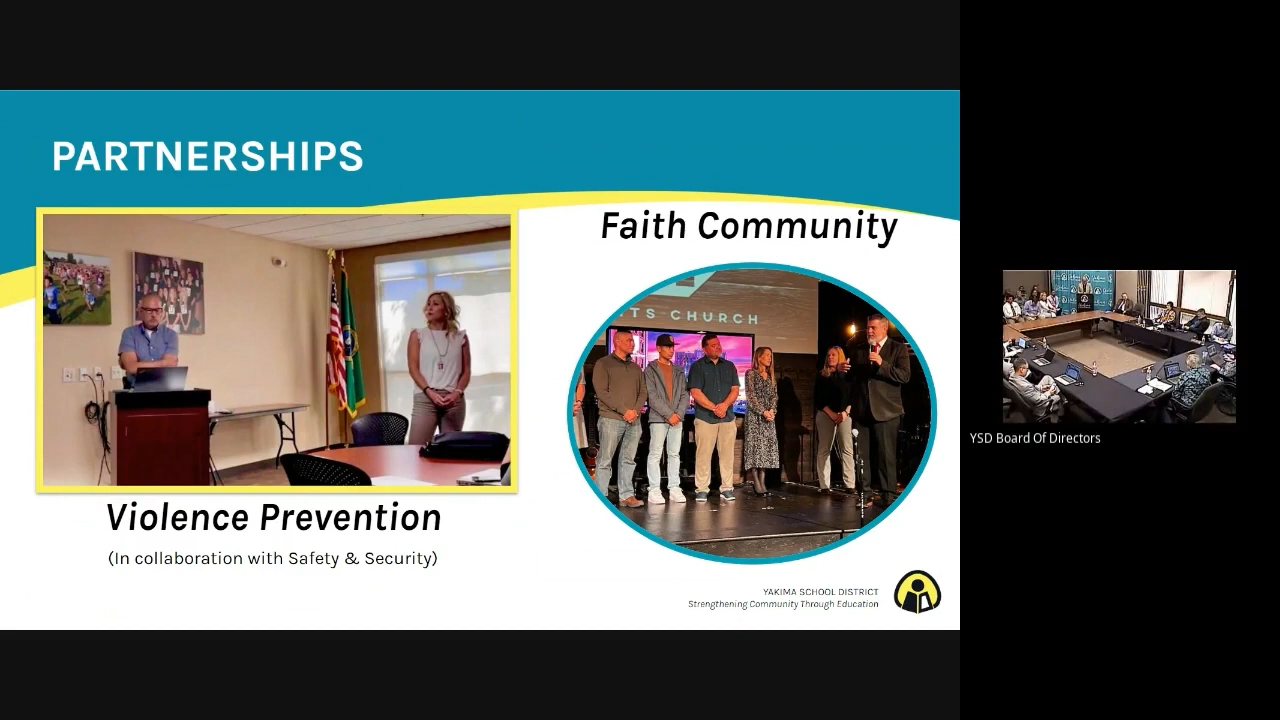 PARTNERSHIPS
Faith Community
TS CHURCH
Violence Prevention
(In collaboration with Safety & Security)
YAKIMA SCHOOL DISTRICT
Strengthening Community Through Education
YSD Board Of Directors